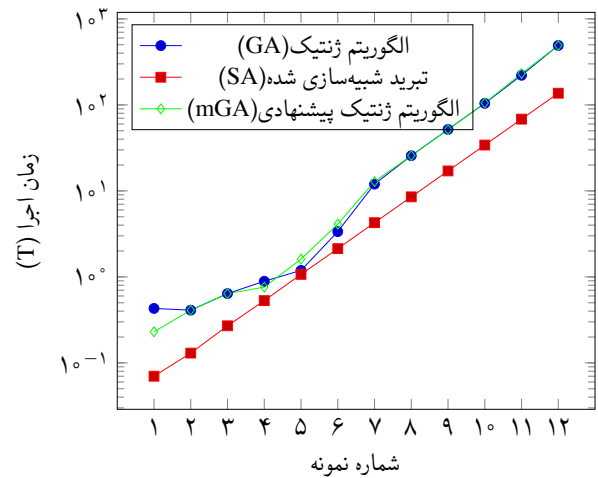 الگوریتم ژنتیک(GA)
تبرید شبیه‌سازی شده(SA)
الگوریتم ژنتیک پیشنهادی(mGA)
۱۰^۳
۱۰^۲
۱۰^۱
۱۰^۰
۱۰^−۱
زمان اجرا (T)
۱ ۲ ۳ ۴ ۵ ۶ ۷ ۸ ۹ ۱۰ ۱۱ ۱۲
شماره نمونه